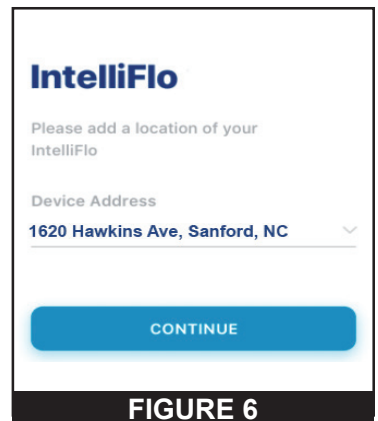 IntelliFlo
Please add a location of your
IntelliFlo
Device Address
1620 Hawkins Ave, Sanford, NC
CONTINUE
FIGURE 6